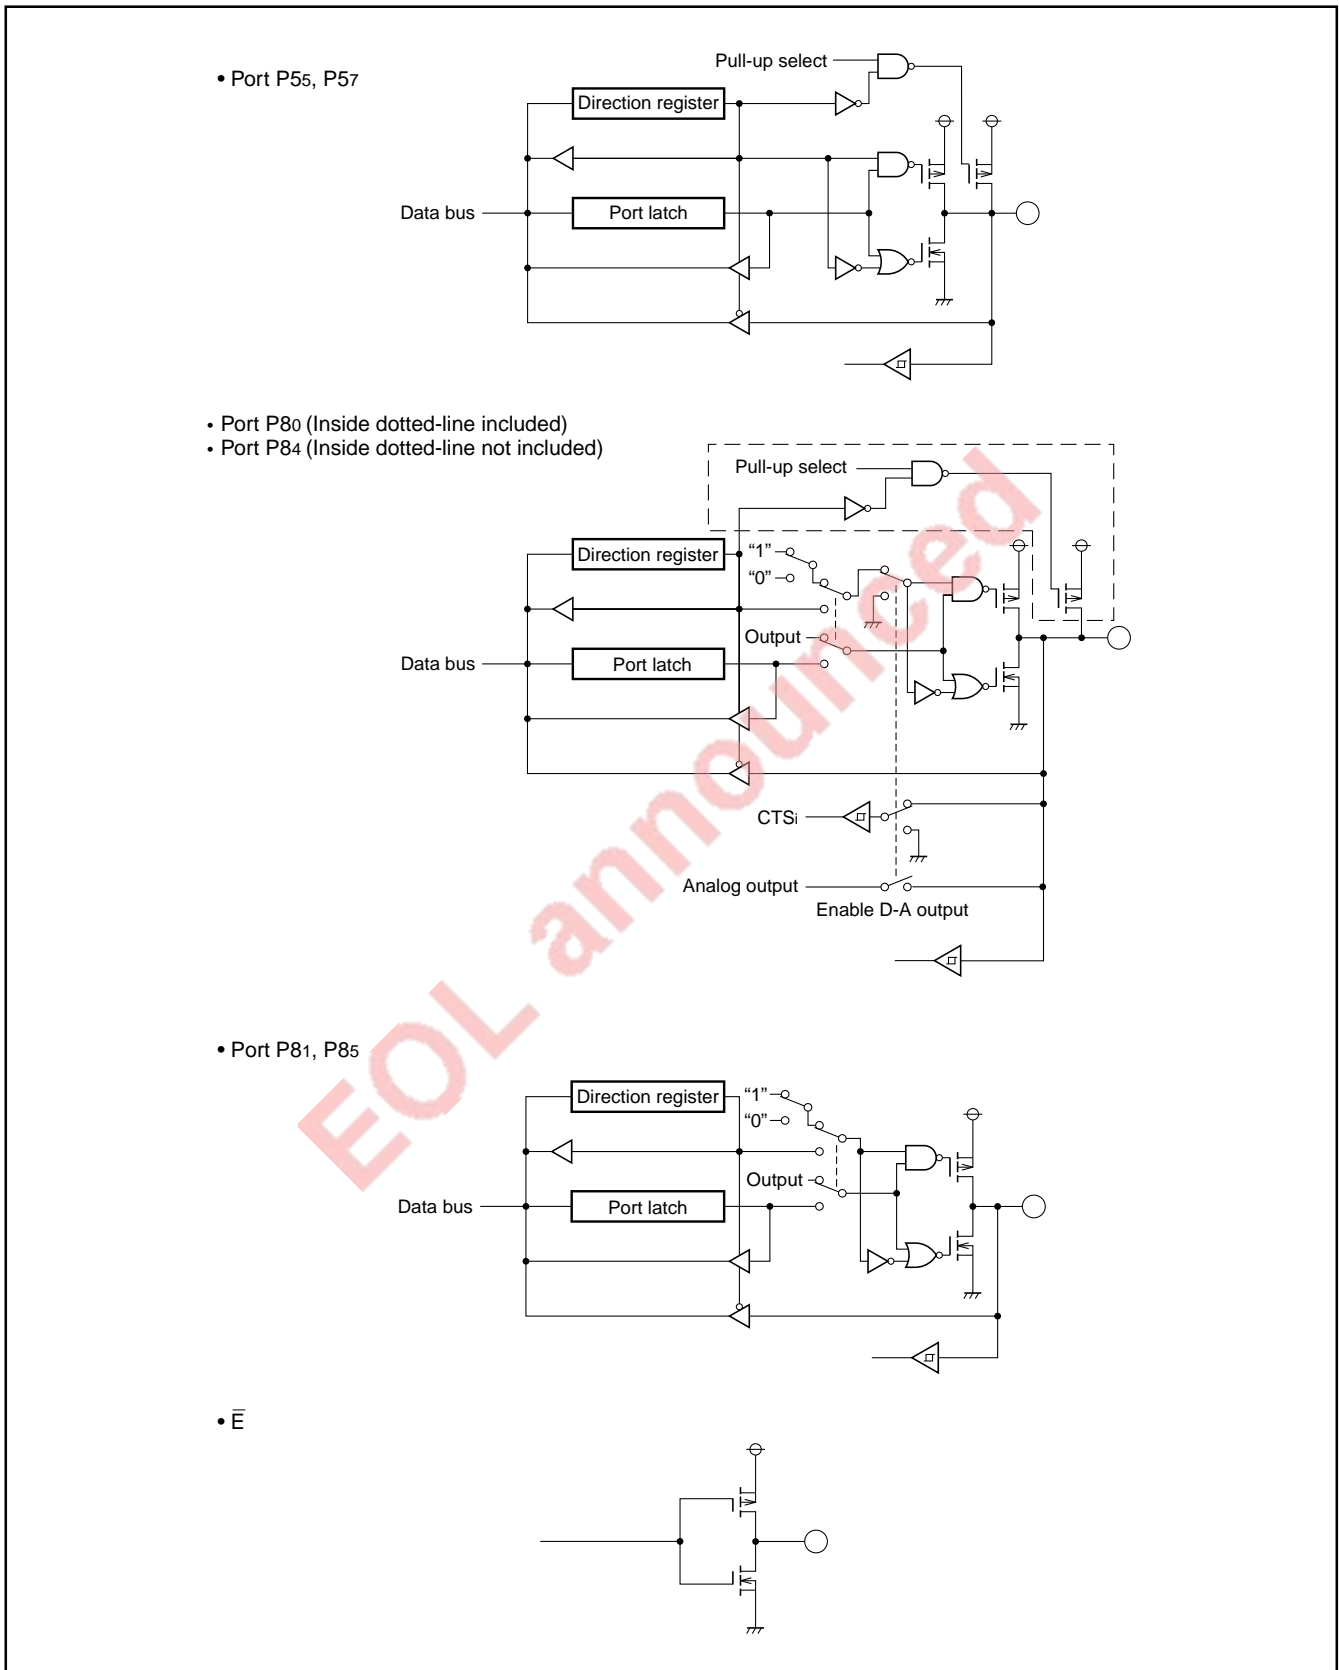 • Port P55, P57
Pull-up select
Direction register
Data bus
Port latch
• Port P80 (Inside dotted-line included)
• Port P84 (Inside dotted-line not included)
Pull-up select
Direction register
“1”
“0”
Output
Data bus
Port latch
CTSi
Analog output
Enable D-A output
• Port P81, P85
Direction register
“1”
“0”
Output
Data bus
Port latch
• E̅
EOL announced